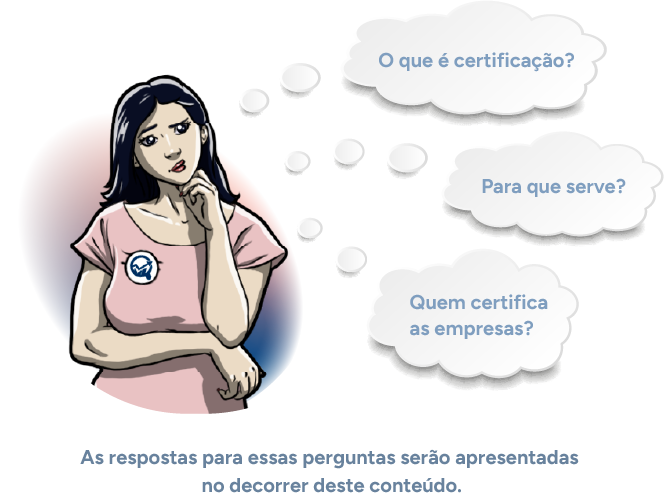 O que é certificação?
Para que serve?
Quem certifica
as empresas?
As respostas para essas perguntas serão apresentadas
no decorrer deste conteúdo.